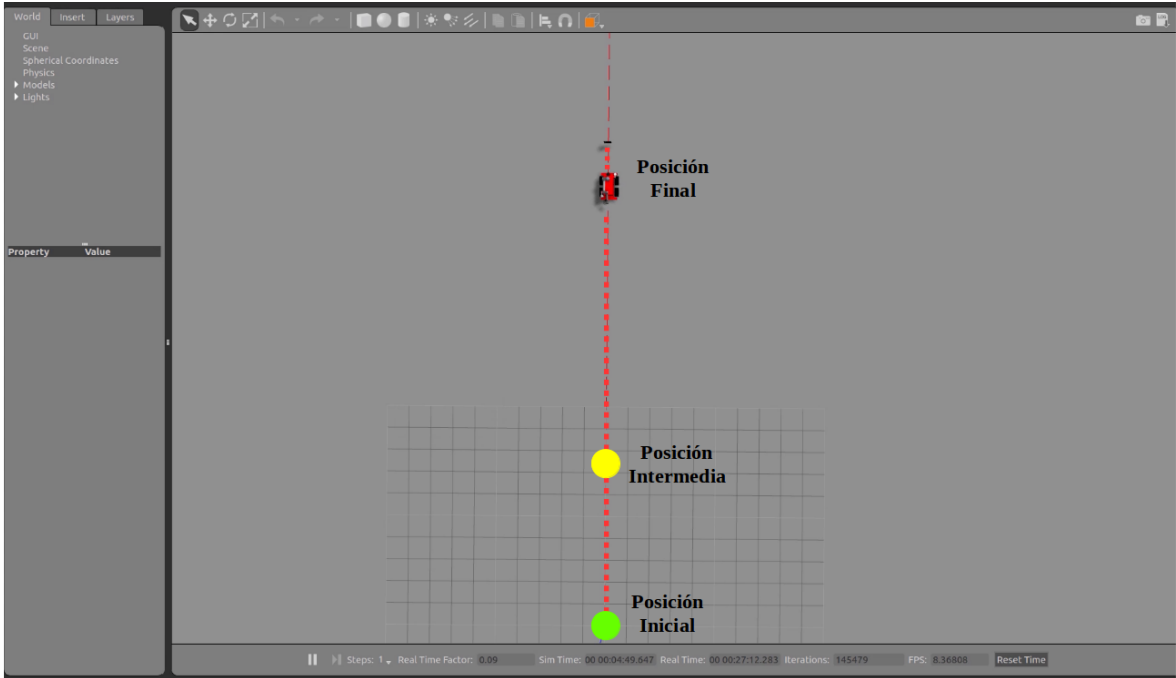 World Insert Layers
GUI
Scene
Spherical Coordinates
Physics
Models
Lights
Property Value
Posición
Final
Posición
Intermedia
Posición
Inicial
Steps: 1 Real Time Factor: 0.09 Sim Time: 00 00:04:49.647 Real Time: 00 00:27:12.283 Iterations: 145479 FPS: 8.36808 Reset Time